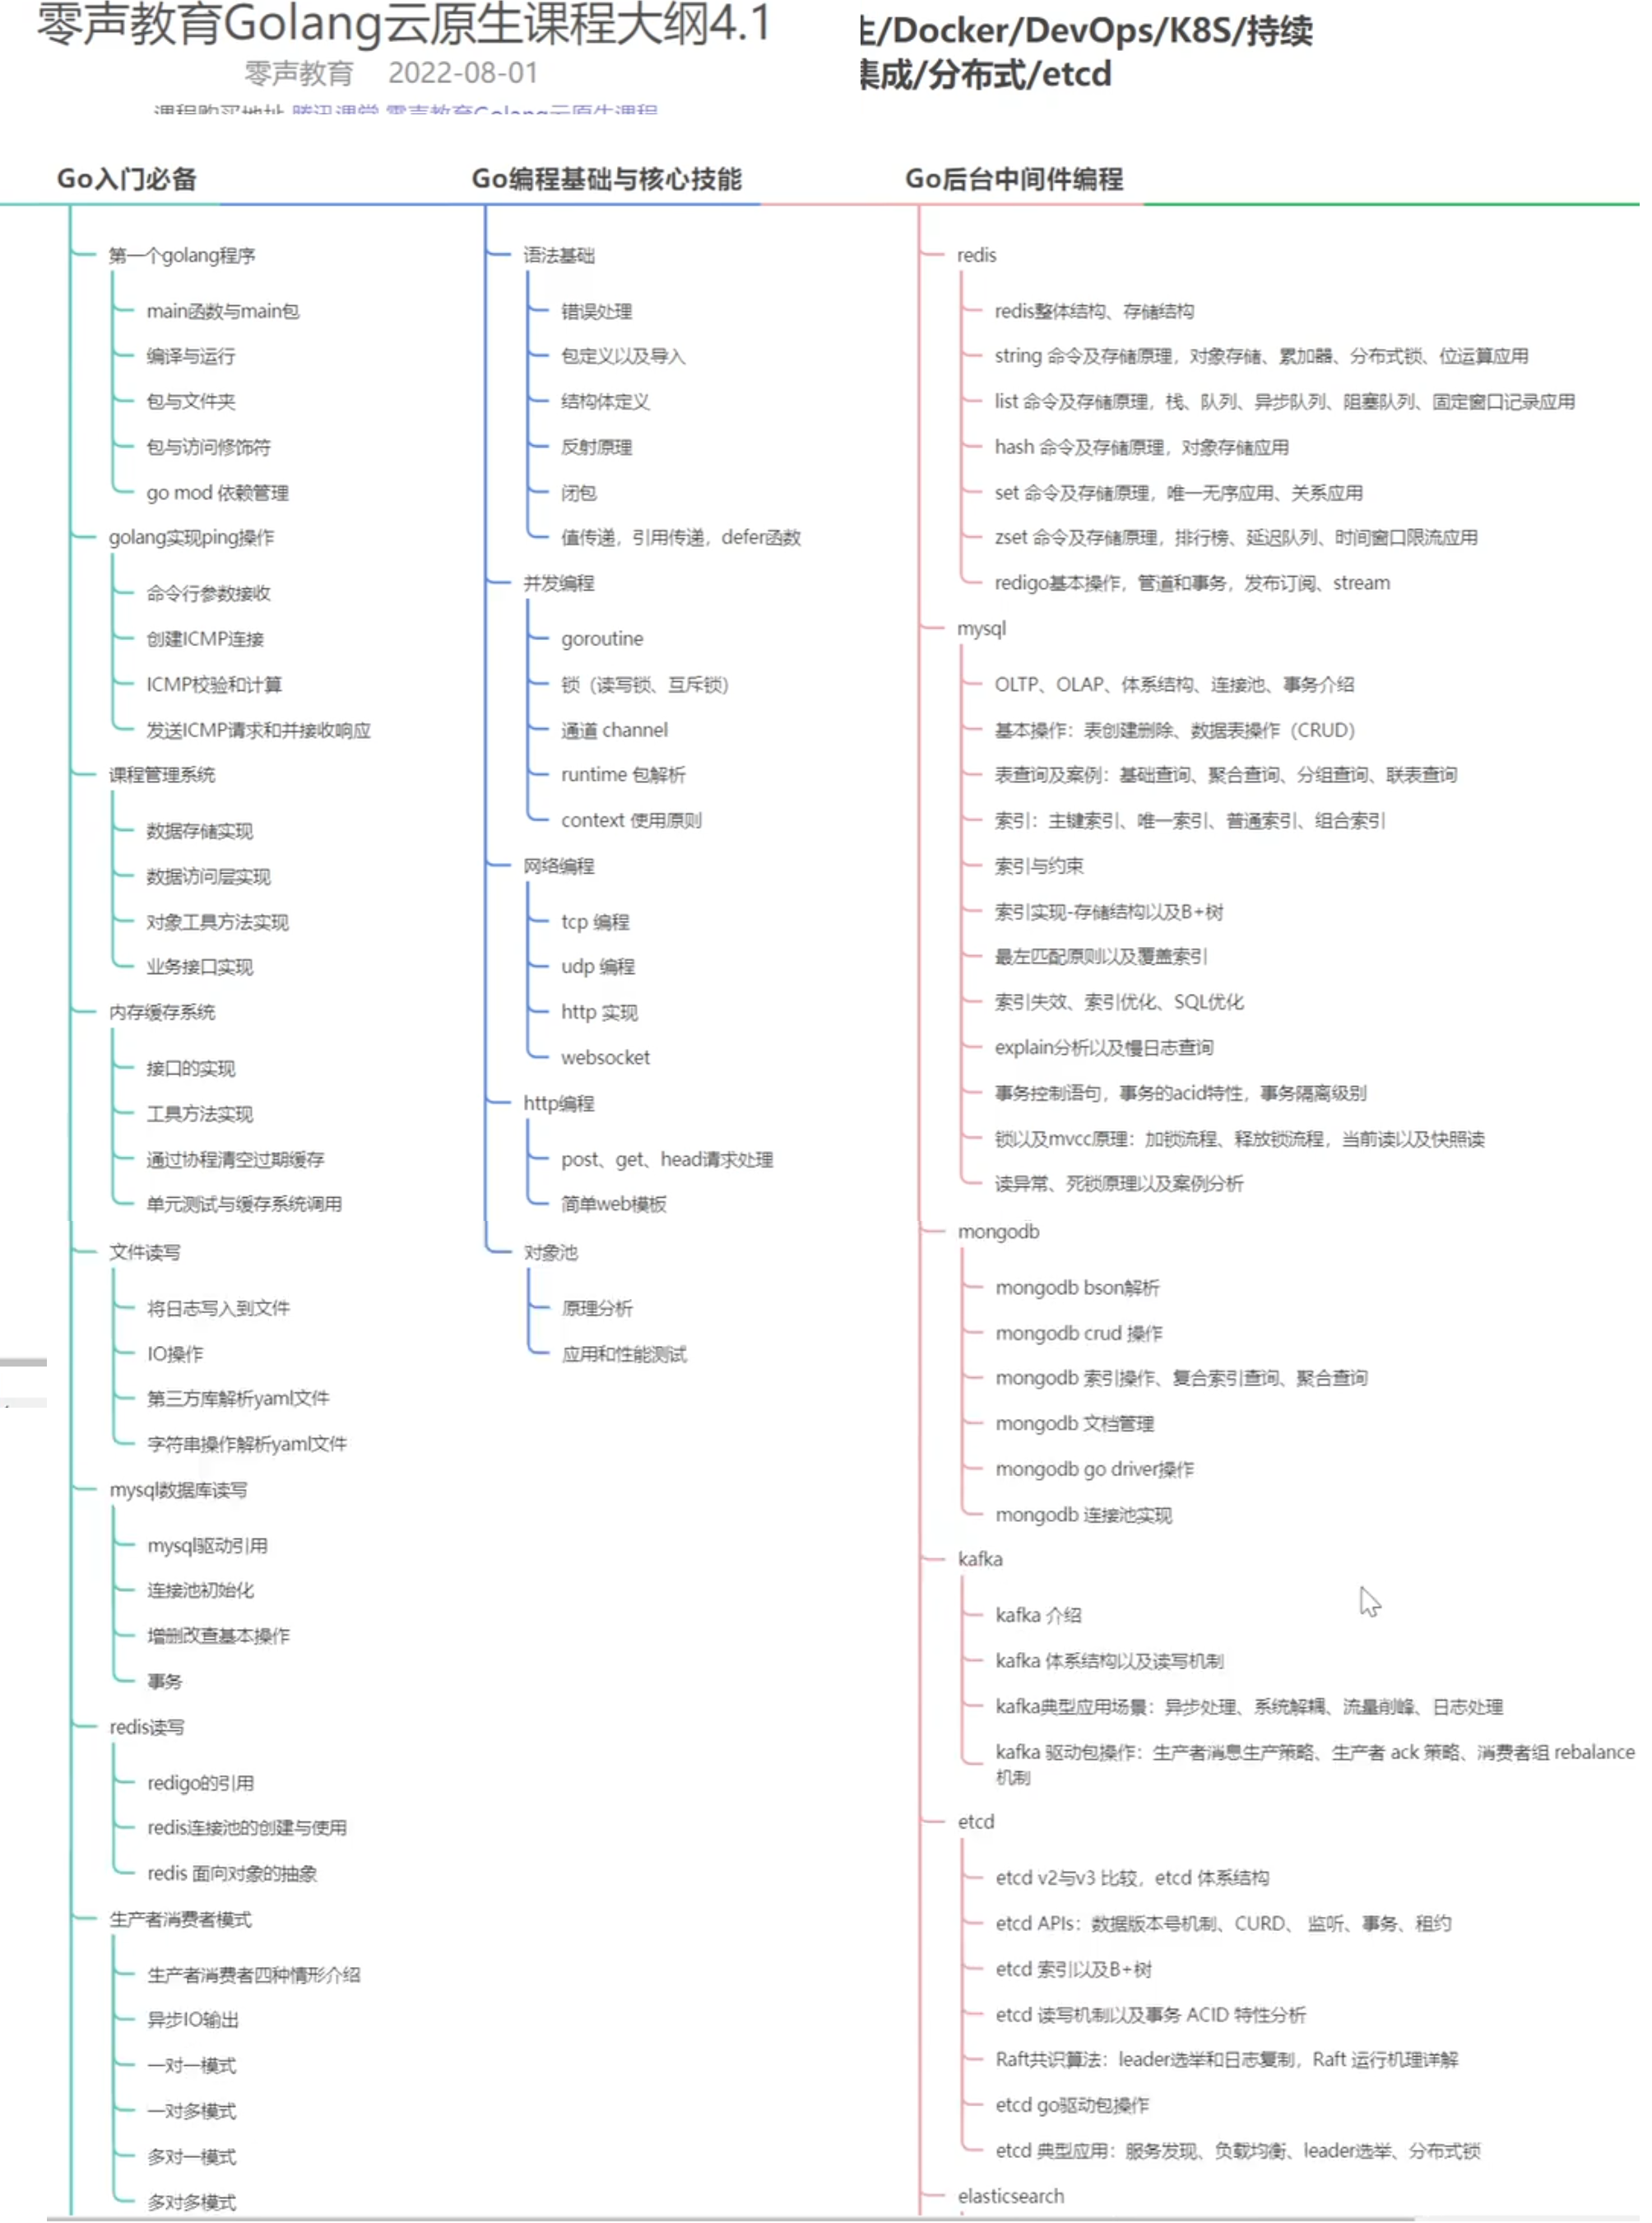 零声教育Golang云原生课程大纲4.1
零声教育 2022-08-01
课程购买地址 腾讯课堂 零声教育Golang云原生课程
/Docker/DevOps/K8S/持续
集成/分布式/etcd
Go入门必备
第一个golang程序
main函数与main包
编译与运行
包与文件夹
包与访问修饰符
go mod 依赖管理
golang实现ping操作
命令行参数接收
创建ICMP连接
ICMP校验和计算
发送ICMP请求和并接收响应
课程管理系统
数据存储实现
数据访问层实现
对象工具方法实现
业务接口实现
内存缓存系统
接口的实现
工具方法实现
通过协程清空过期缓存
单元测试与缓存系统调用
文件读写
将日志写入到文件
IO操作
第三方库解析yaml文件
字符串操作解析yaml文件
mysql数据库读写
mysql驱动引用
连接池初始化
增删改查基本操作
事务
redis读写
redigo的引用
redis连接池的创建与使用
redis 面向对象的抽象
生产者消费者模式
生产者消费者四种情形介绍
异步IO输出
一对一模式
一对多模式
多对一模式
多对多模式
Go编程基础与核心技能
语法基础
错误处理
包定义以及导入
结构体定义
反射原理
闭包
值传递，引用传递，defer函数
并发编程
goroutine
锁（读写锁、互斥锁）
通道 channel
runtime 包解析
context 使用原则
网络编程
tcp 编程
udp 编程
http 实现
websocket
http编程
post、get、head请求处理
简单web模板
对象池
原理分析
应用和性能测试
Go后台中间件编程
redis
redis整体结构、存储结构
string 命令及存储原理，对象存储、累加器、分布式锁、位运算应用
list 命令及存储原理，栈、队列、异步队列、阻塞队列、固定窗口记录应用
hash 命令及存储原理，对象存储应用
set 命令及存储原理，唯一无序应用、关系应用
zset 命令及存储原理，排行榜、延迟队列、时间窗口限流应用
redigo基本操作，管道和事务，发布订阅、stream
mysql
OLTP、OLAP、体系结构、连接池、事务介绍
基本操作：表创建删除、数据表操作（CRUD）
表查询及案例：基础查询、聚合查询、分组查询、联表查询
索引：主键索引、唯一索引、普通索引、组合索引
索引与约束
索引实现-存储结构以及B+树
最左匹配原则以及覆盖索引
索引失效、索引优化、SQL优化
explain分析以及慢日志查询
事务控制语句，事务的acid特性，事务隔离级别
锁以及mvcc原理：加锁流程、释放锁流程，当前读以及快照读
读异常、死锁原理以及案例分析
mongodb
mongodb bson解析
mongodb crud 操作
mongodb 索引操作、复合索引查询、聚合查询
mongodb 文档管理
mongodb go driver操作
mongodb 连接池实现
kafka
kafka 介绍
kafka 体系结构以及读写机制
kafka典型应用场景：异步处理、系统解耦、流量削峰、日志处理
kafka 驱动包操作：生产者消息生产策略、生产者 ack 策略、消费者组 rebalance
机制
etcd
etcd v2与v3 比较，etcd 体系结构
etcd APIs：数据版本号机制、CURD、 监听、事务、租约
etcd 索引以及B+树
etcd 读写机制以及事务 ACID 特性分析
Raft共识算法：leader选举和日志复制，Raft 运行机理详解
etcd go驱动包操作
etcd 典型应用：服务发现、负载均衡、leader选举、分布式锁
elasticsearch